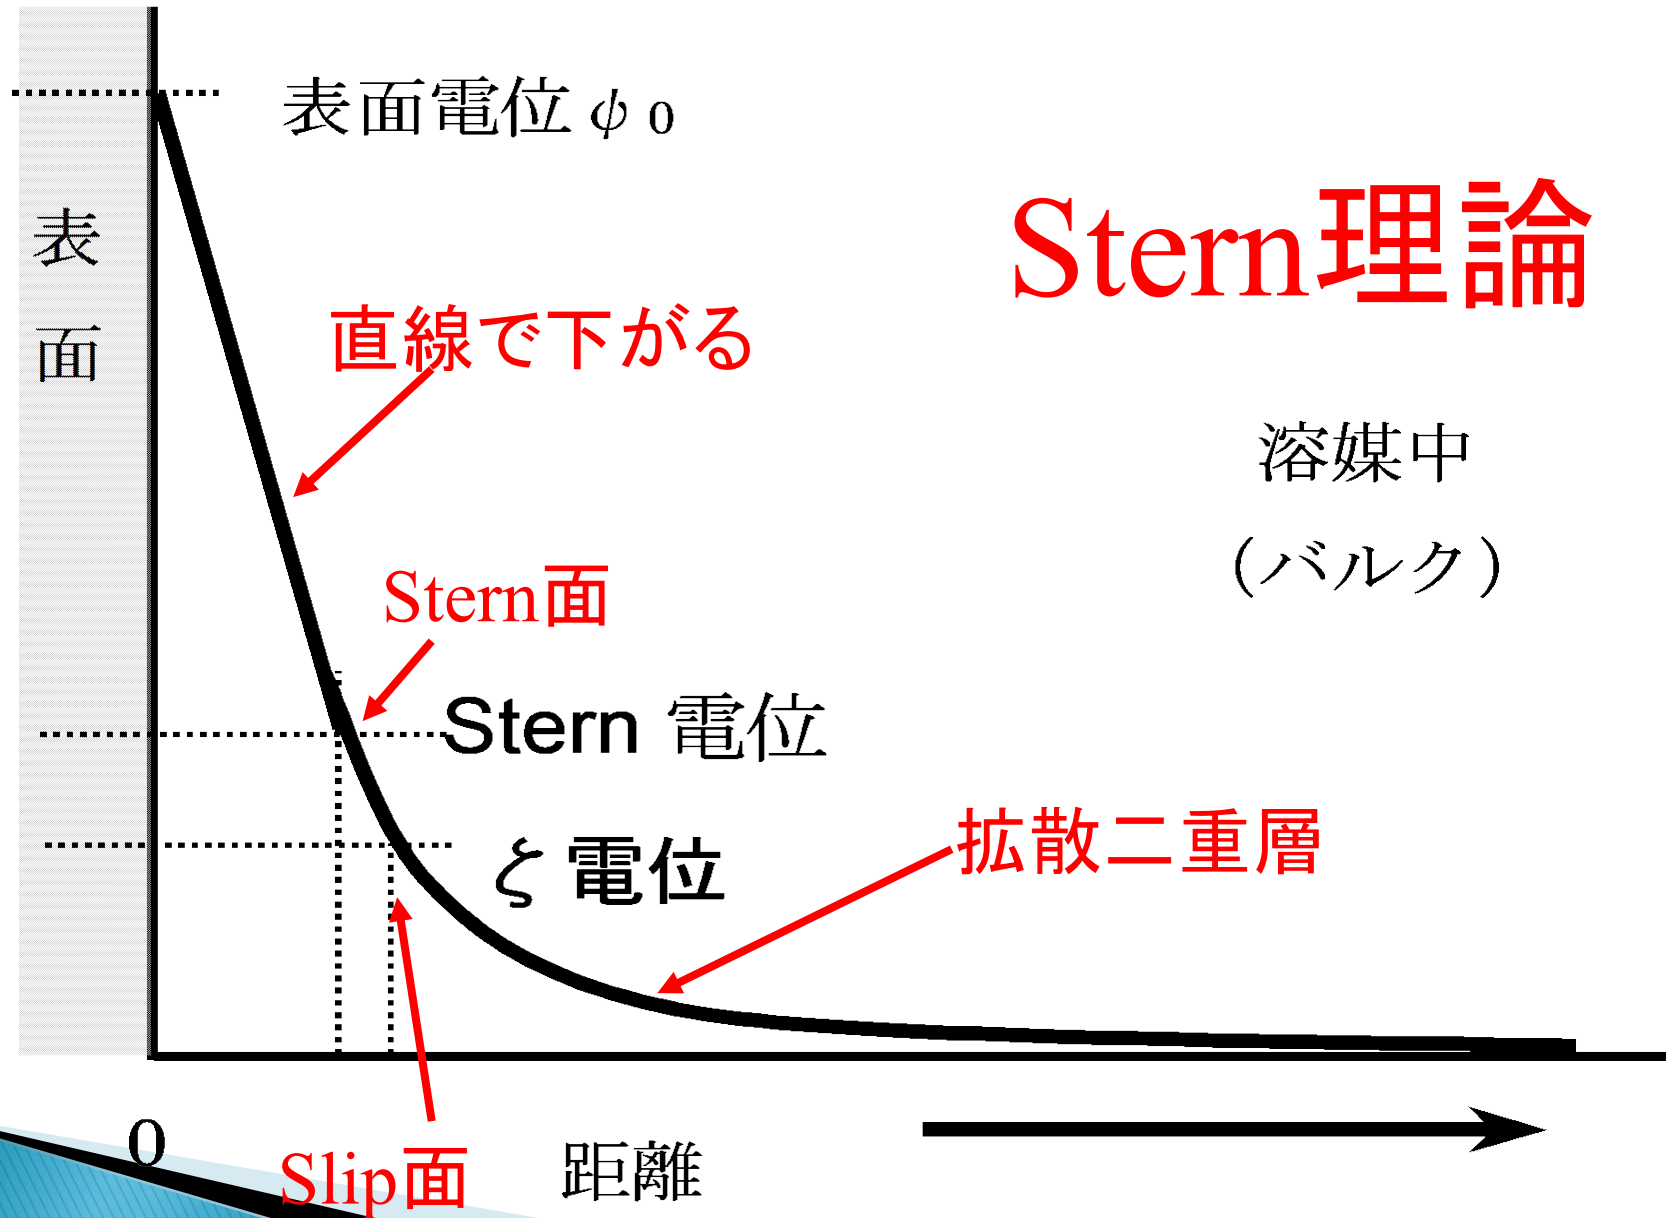 表面電位ψ0
Stern理論
表
面
直線で下がる
溶媒中
(バルク)
Stern面
Stern 電位
ζ電位
拡散二重層
0
Slip面
距離